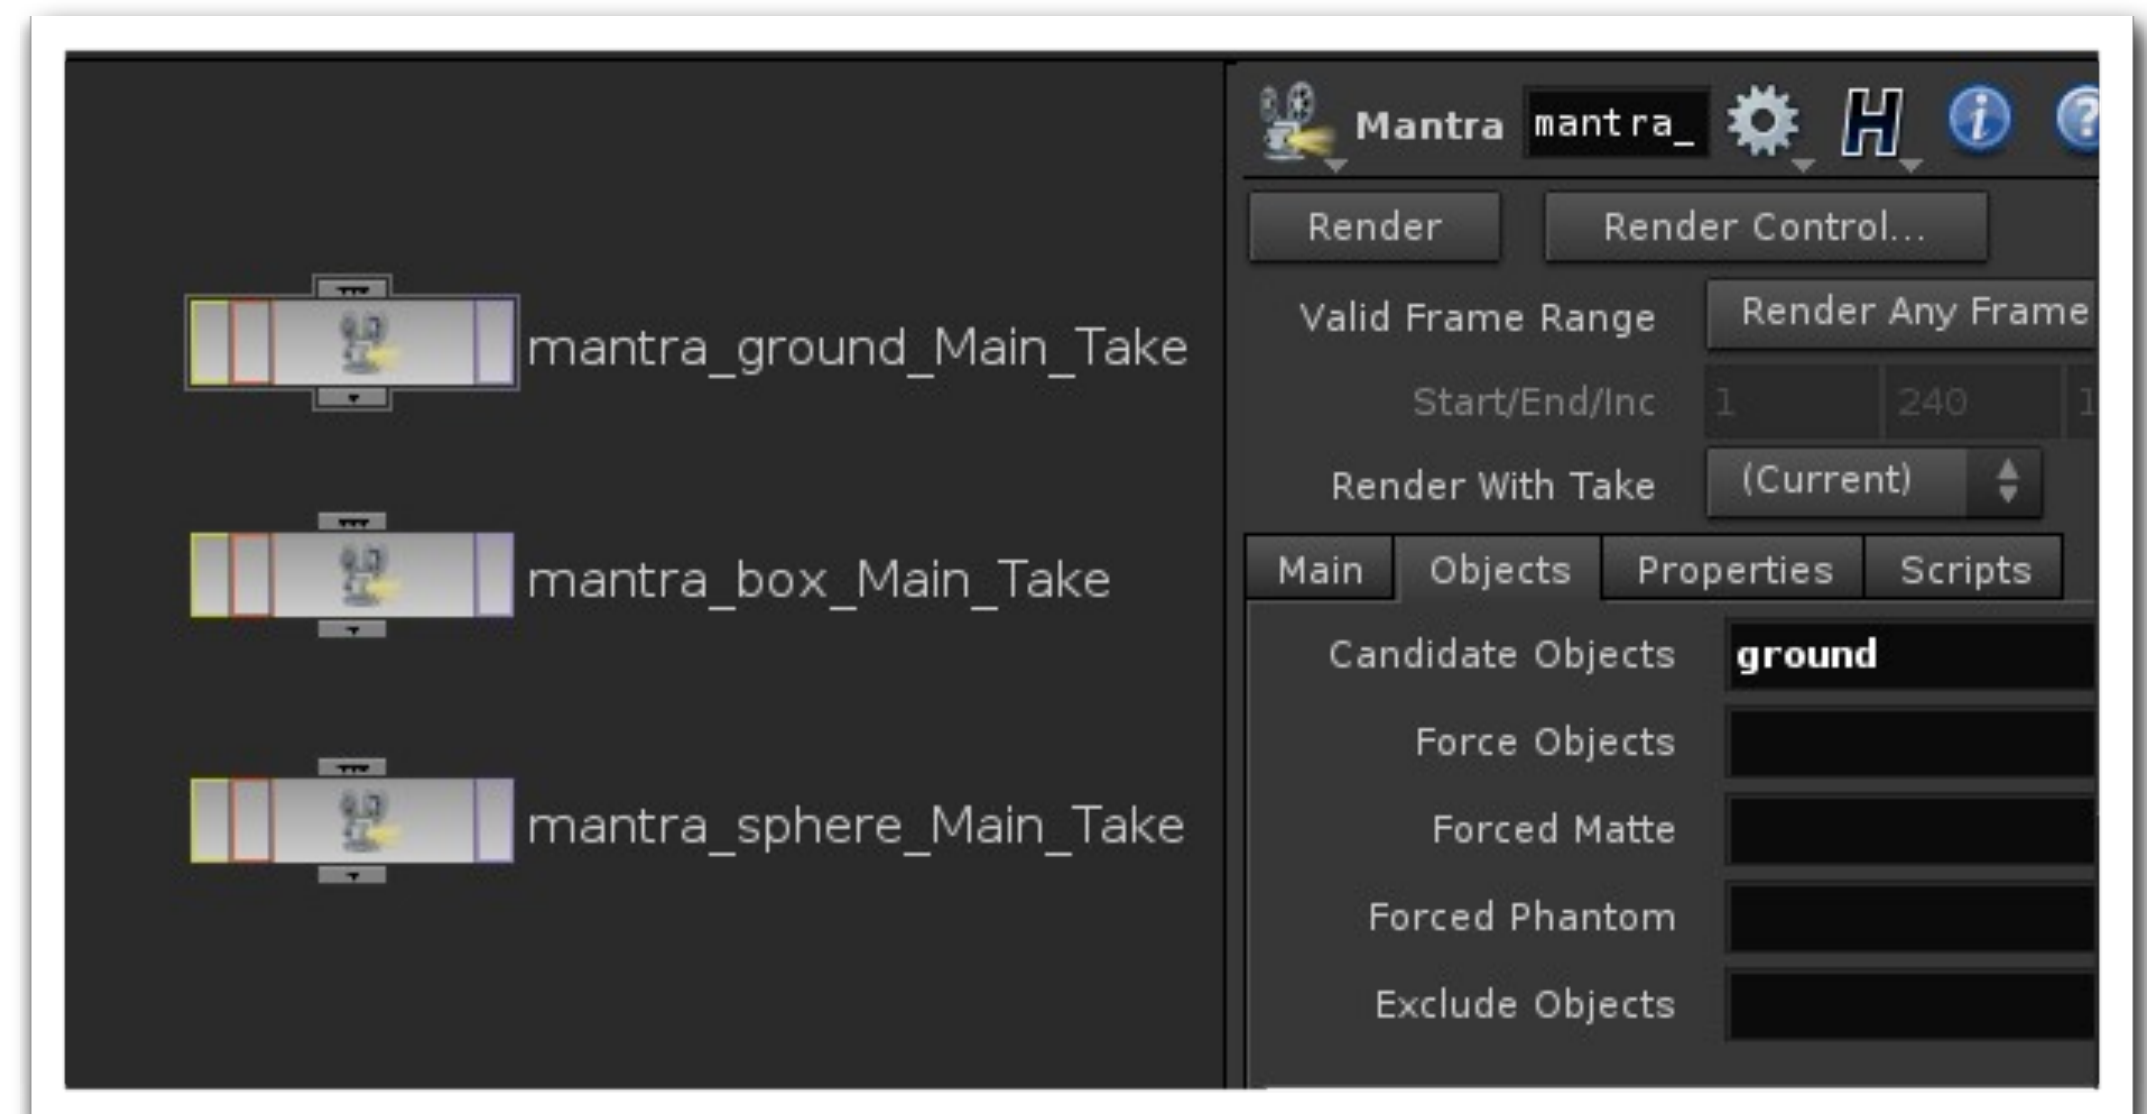 Mantra mantra_
Render Render Control...
Valid Frame Range Render Any Frame
Start/End/Inc 1 240 1
Render With Take (Current)
Main Objects Properties Scripts
Candidate Objects ground
Force Objects
Forced Matte
Forced Phantom
Exclude Objects
mantra_ground_Main_Take
mantra_box_Main_Take
mantra_sphere_Main_Take